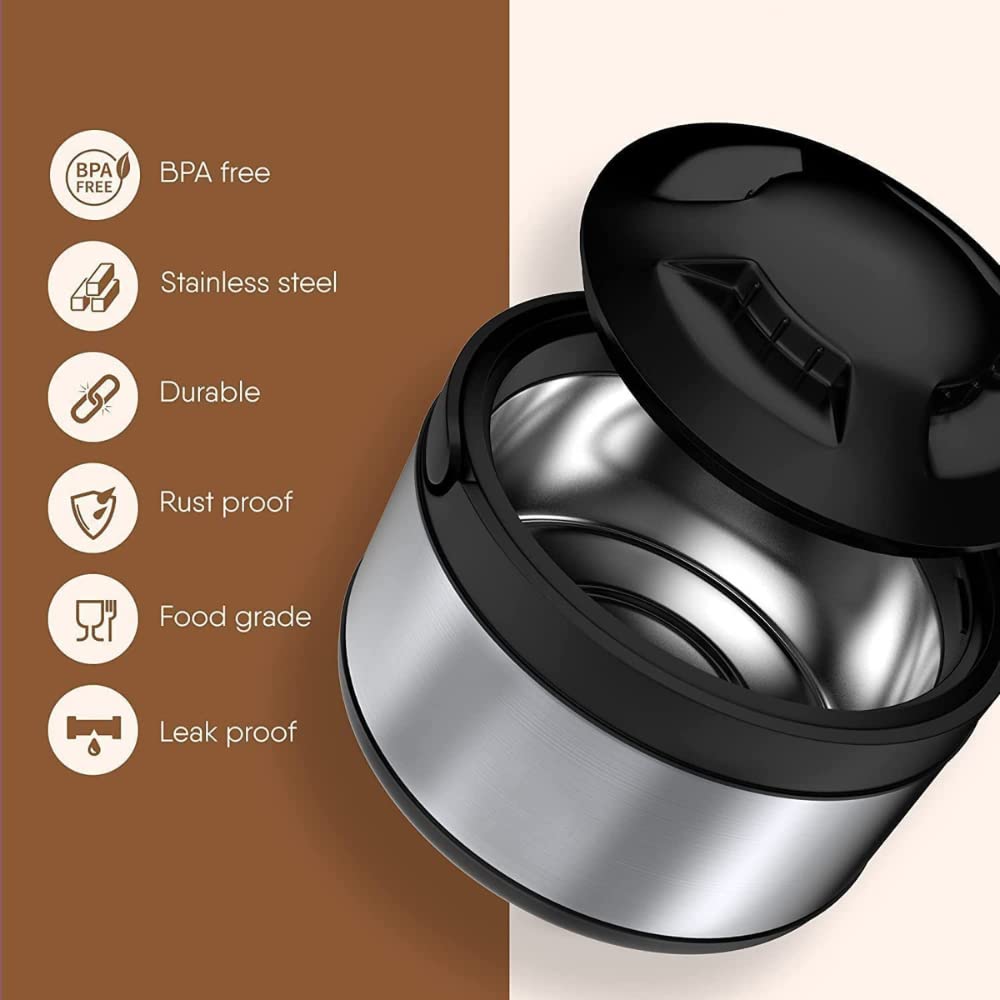 BPA
FREE
BPA free
Stainless steel
Durable
Rust proof
Food grade
Leak proof